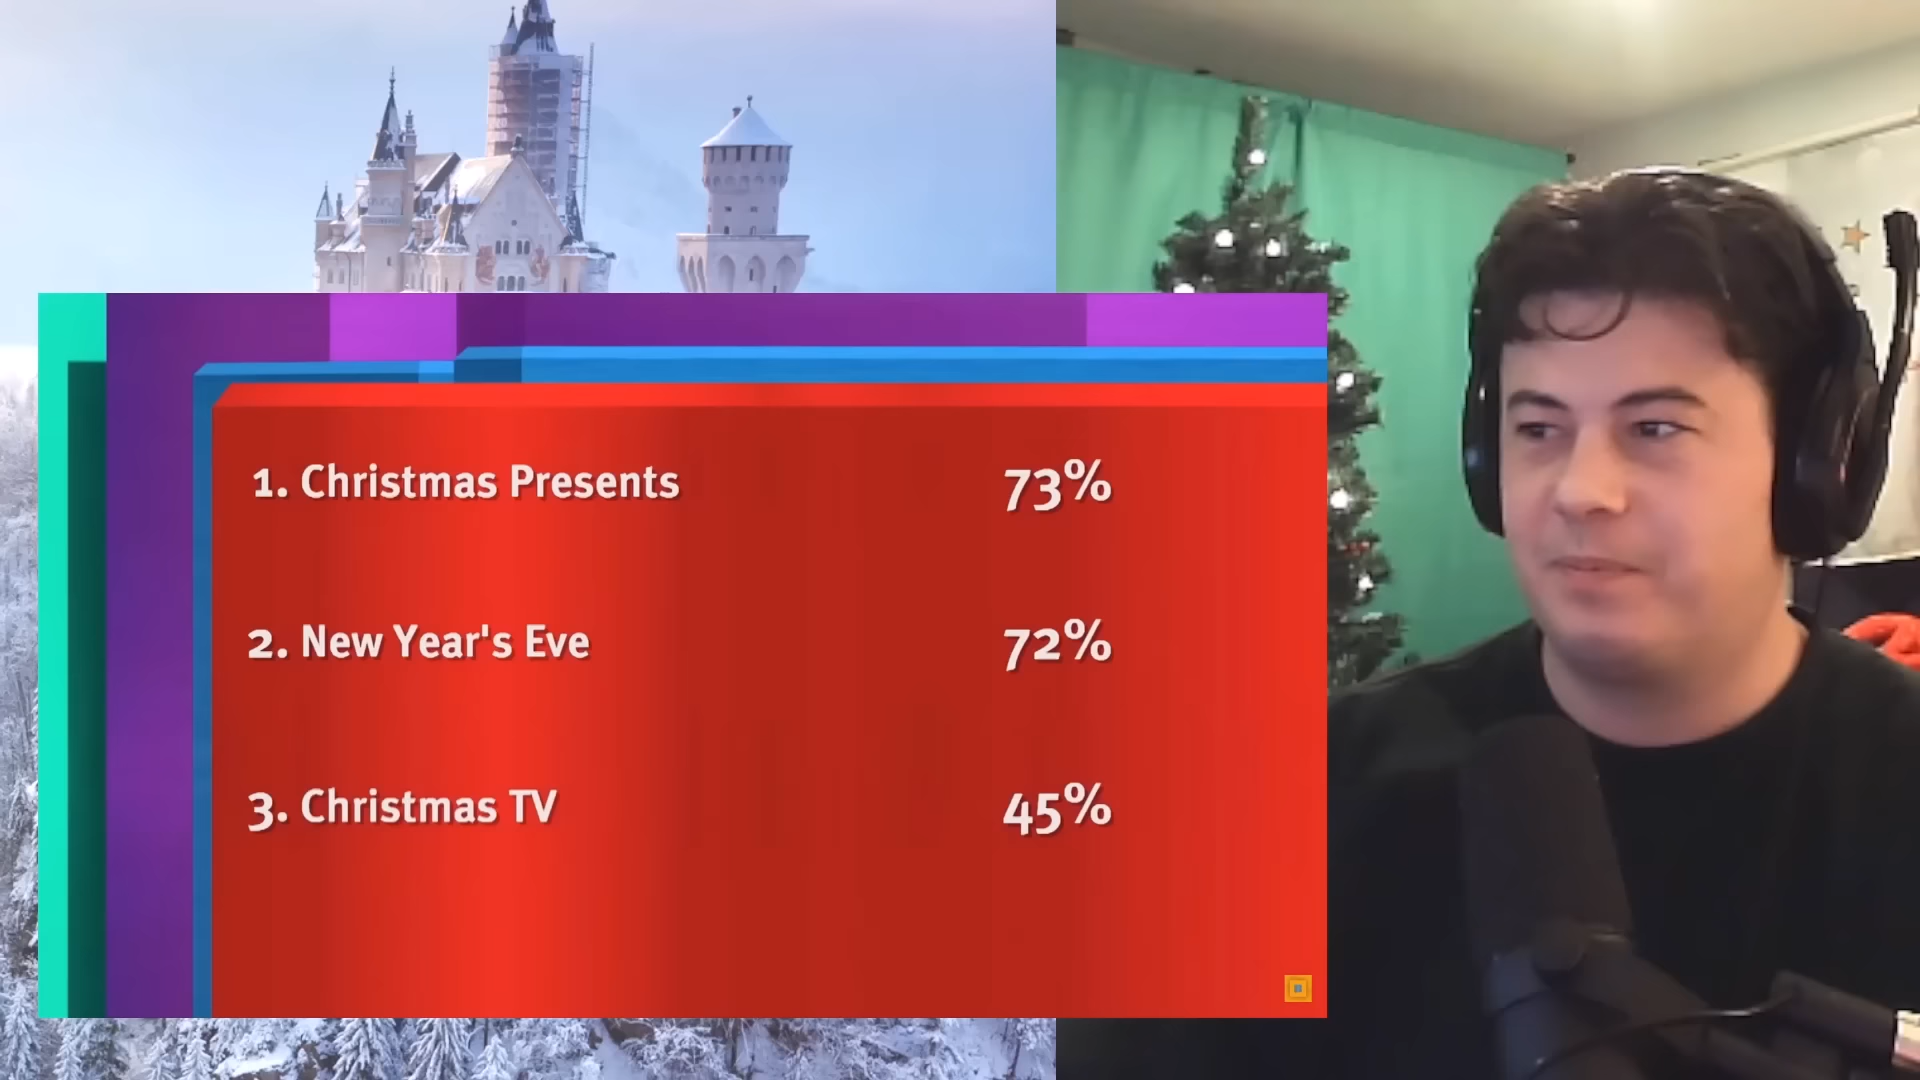 1. Christmas Presents 73%
2. New Year's Eve 72%
3. Christmas TV 45%